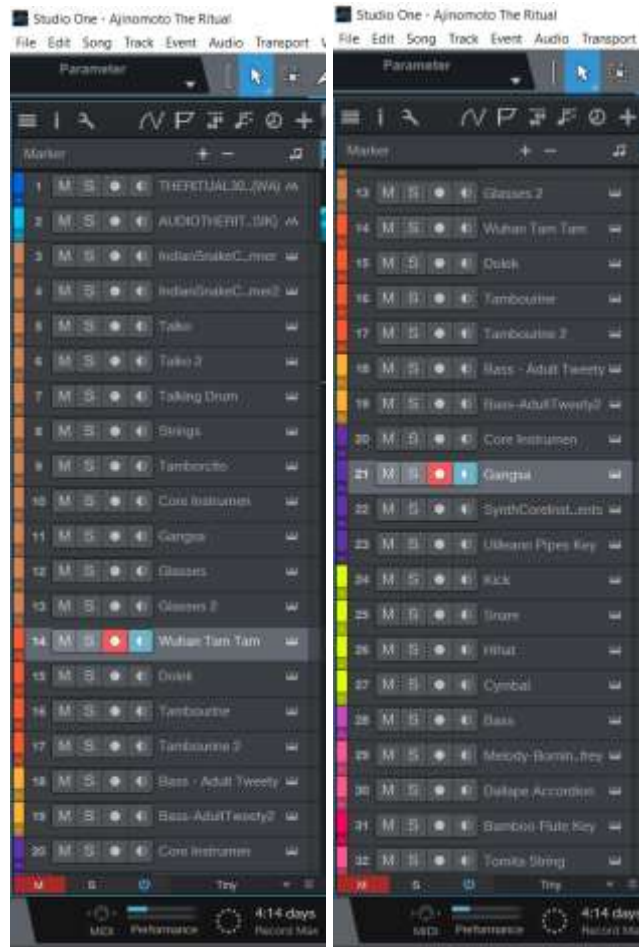 Studio One - Ajinomoto The Ritual
File Edit Song Track Event Audio Transport
Parameter
Marker + −
1 M S THERITUAL30..(WA)
2 M S AUDIOTHERIT..(SIK)
3 M S IndianSnakeC..rmer
4 M S IndianSnakeC..mer2
5 M S Taiko
6 M S Taiko 2
7 M S Talking Drum
8 M S Strings
9 M S Tamborcito
10 M S Core Instrumen
11 M S Gangsa
12 M S Glasses
13 M S Glasses 2
14 M S Wuhan Tam Tam
15 M S Dolok
16 M S Tambourine
17 M S Tambourine 2
18 M S Bass - Adult Tweety
19 M S Bass-AdultTweety2
20 M S Core Instrumen
M S Tiny
MIDI Performance 4:14 days
Record Max
Studio One - Ajinomoto The Ritual
File Edit Song Track Event Audio Transport
Parameter
Marker + −
13 M S Glasses 2
14 M S Wuhan Tam Tam
15 M S Dolok
16 M S Tambourine
17 M S Tambourine 2
18 M S Bass - Adult Tweety
19 M S Bass-AdultTweety2
20 M S Core Instrumen
21 M S Gangsa
22 M S SynthCoreInst..ents
23 M S Uilleann Pipes Key
24 M S Kick
25 M S Snare
26 M S Hihat
27 M S Cymbal
28 M S Bass
29 M S Melody-Bomin..frey
30 M S Dallape Accordion
31 M S Bamboo Flute Key
32 M S Tomita String
M S Tiny
MIDI Performance 4:14 days
Record Max